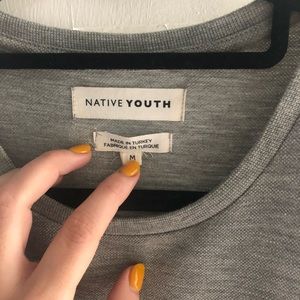 NATIVE YOUTH
MADE IN TURKEY
FABRIQUÉ EN TURQUIE
M